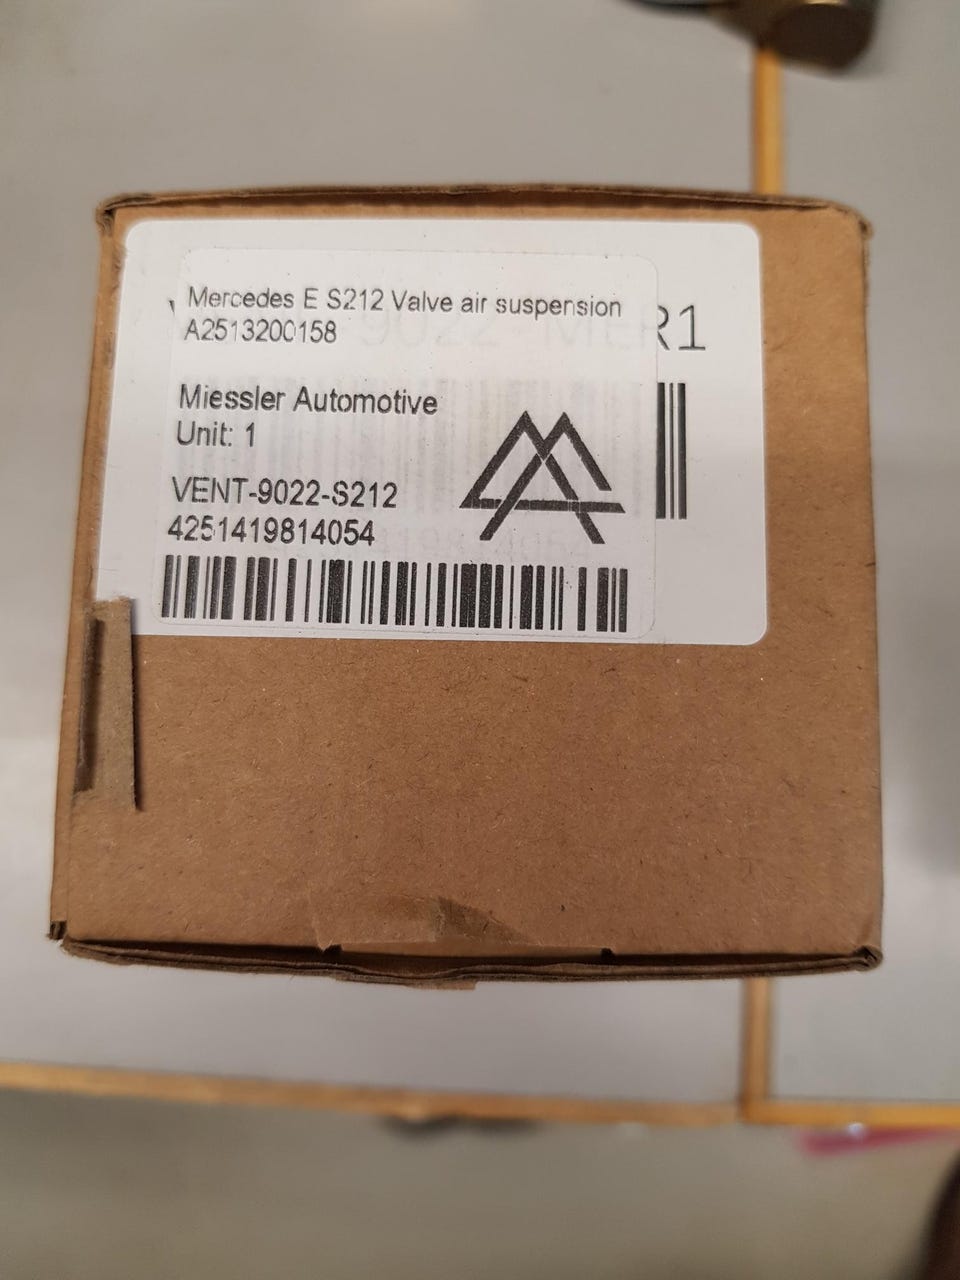 Mercedes E S212 Valve air suspension
A2513200158
Miessler Automotive
Unit: 1
VENT-9022-S212
4251419814054